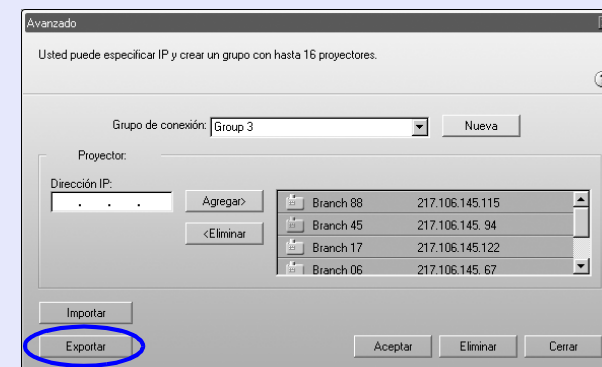 Avanzado
Usted puede especificar IP y crear un grupo con hasta 16 proyectores.
Grupo de conexión: Group 3 Nueva
Proyector:
Dirección IP:
. . . Agregar> Branch 88 217.106.145.115
<Eliminar Branch 45 217.106.145. 94
Branch 17 217.106.145.122
Branch 06 217.106.145. 67
Importar
Exportar Aceptar Eliminar Cerrar